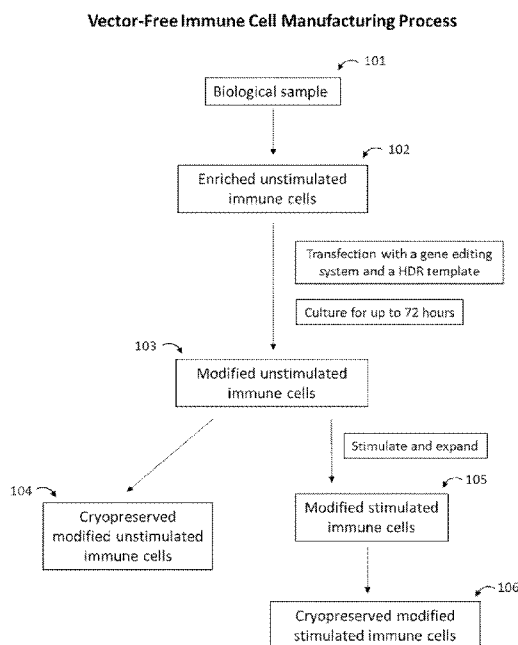 Vector-Free Immune Cell Manufacturing Process
101
Biological sample
102
Enriched unstimulated
immune cells
Transfection with a gene editing
system and a HDR template
Culture for up to 72 hours
103
Modified unstimulated
immune cells
Stimulate and expand
104
Cryopreserved
modified unstimulated
immune cells
105
Modified stimulated
immune cells
106
Cryopreserved modified
stimulated immune cells